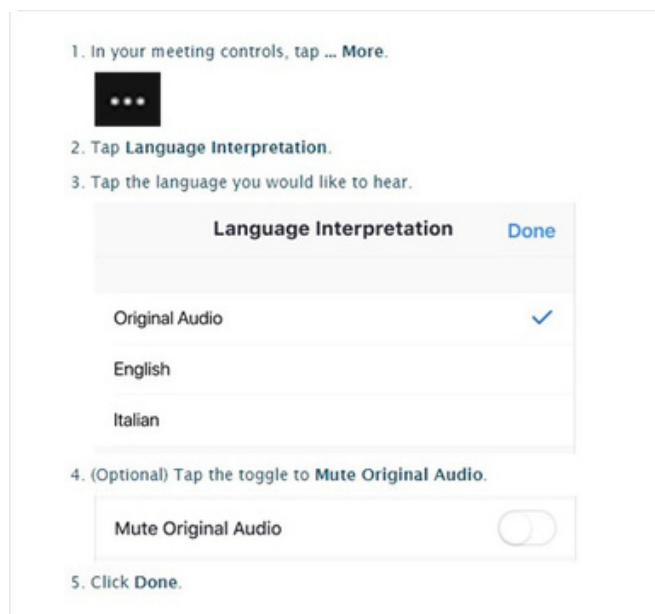 1. In your meeting controls, tap ... More.
2. Tap Language Interpretation.
3. Tap the language you would like to hear.
Language Interpretation Done
Original Audio
English
Italian
4. (Optional) Tap the toggle to Mute Original Audio.
Mute Original Audio
5. Click Done.